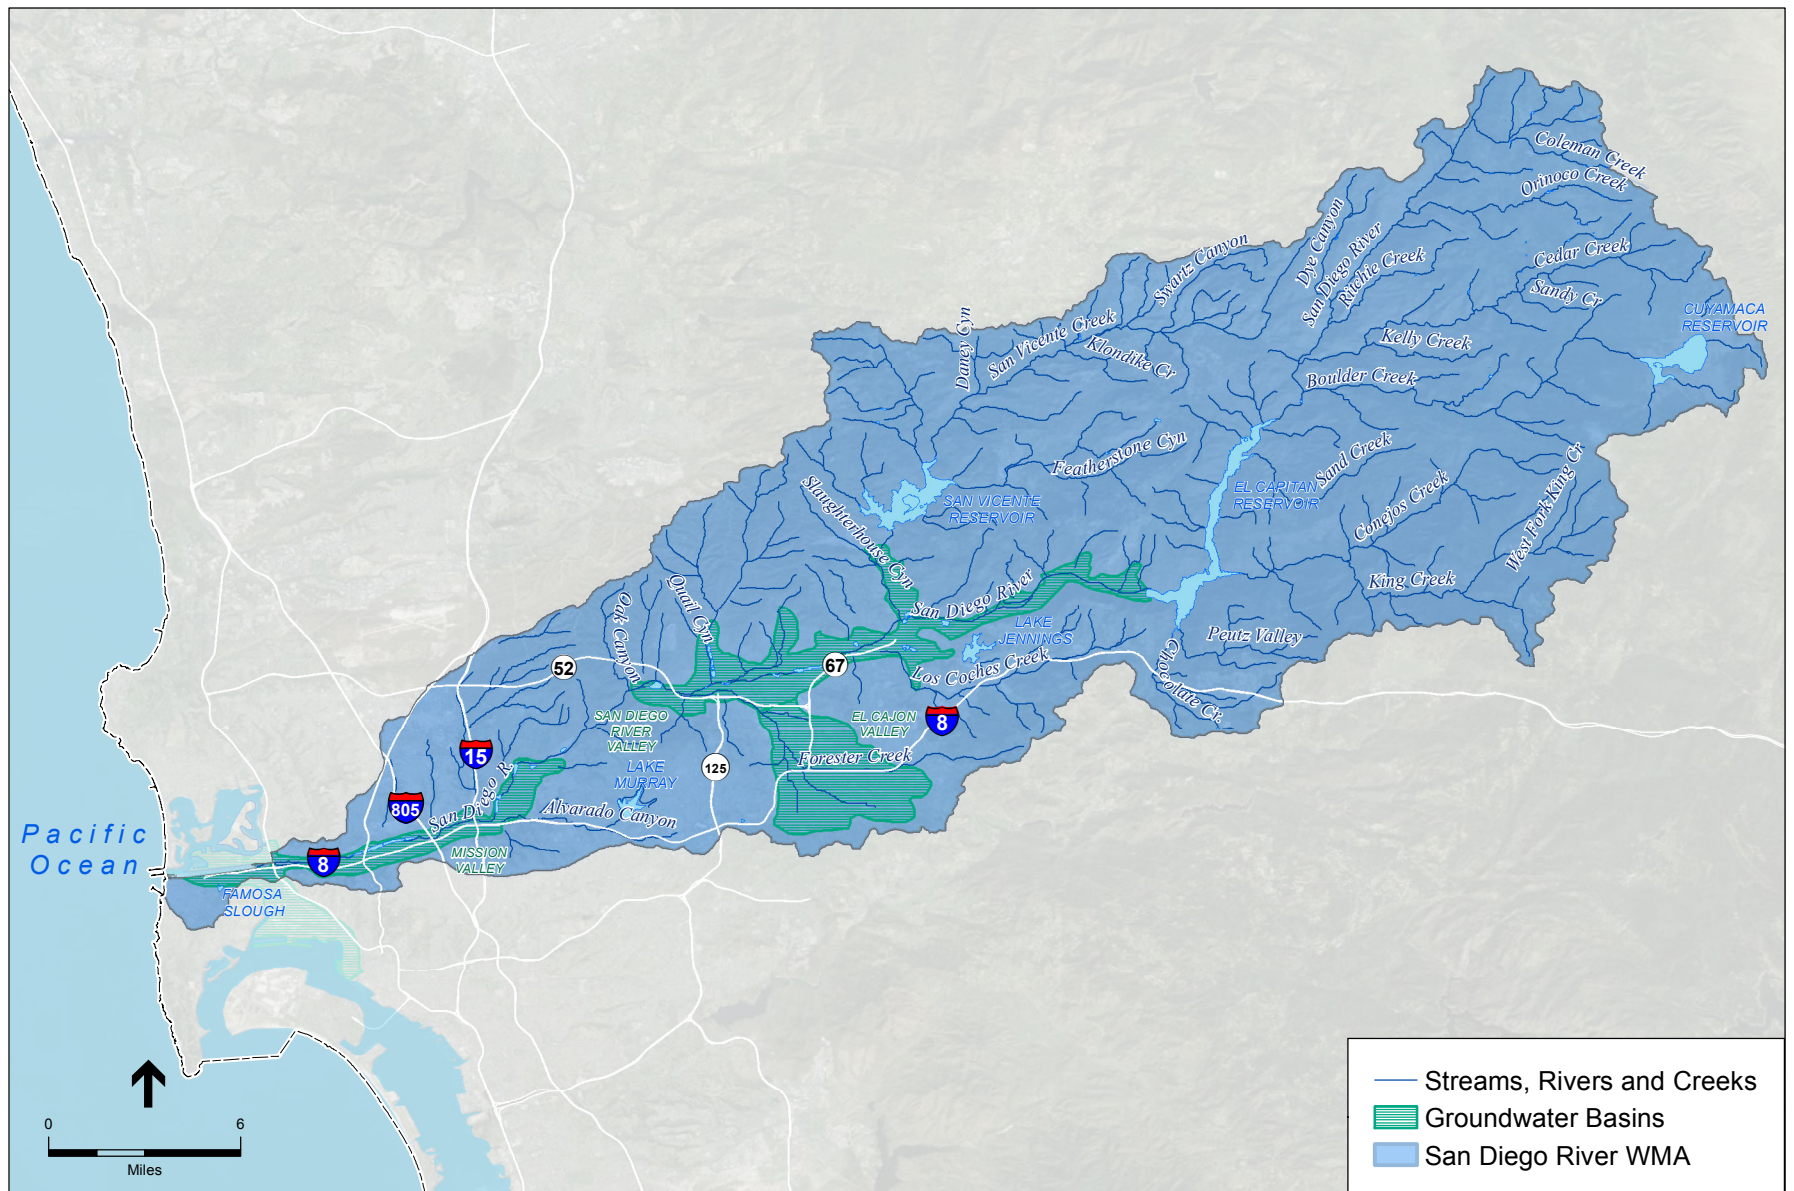 Coleman Creek
Orinoco Creek
Dye Canyon
San Diego River
Ritchie Creek
Swartz Canyon
Cedar Creek
Sandy Cr
CUYAMACA
RESERVOIR
Daney Cyn
San Vicente Creek
Klondike Cr
Kelly Creek
Boulder Creek
Featherstone Cyn
Sand Creek
EL CAPITAN
RESERVOIR
Conejos Creek
West Fork King Cr
Slaughterhouse Cyn
SAN VICENTE
RESERVOIR
King Creek
Quail Cyn
Oak Canyon
San Diego River
LAKE
JENNINGS
Peutz Valley
Los Coches Creek
Chocolate Cr.
52
67
SAN DIEGO
RIVER
VALLEY
EL CAJON
VALLEY
8
15
125
Forester Creek
LAKE
MURRAY
805
San Diego R.
Alvarado Canyon
Pacific
Ocean
8
MISSION
VALLEY
FAMOSA
SLOUGH
0
6
Miles
Streams, Rivers and Creeks
Groundwater Basins
San Diego River WMA